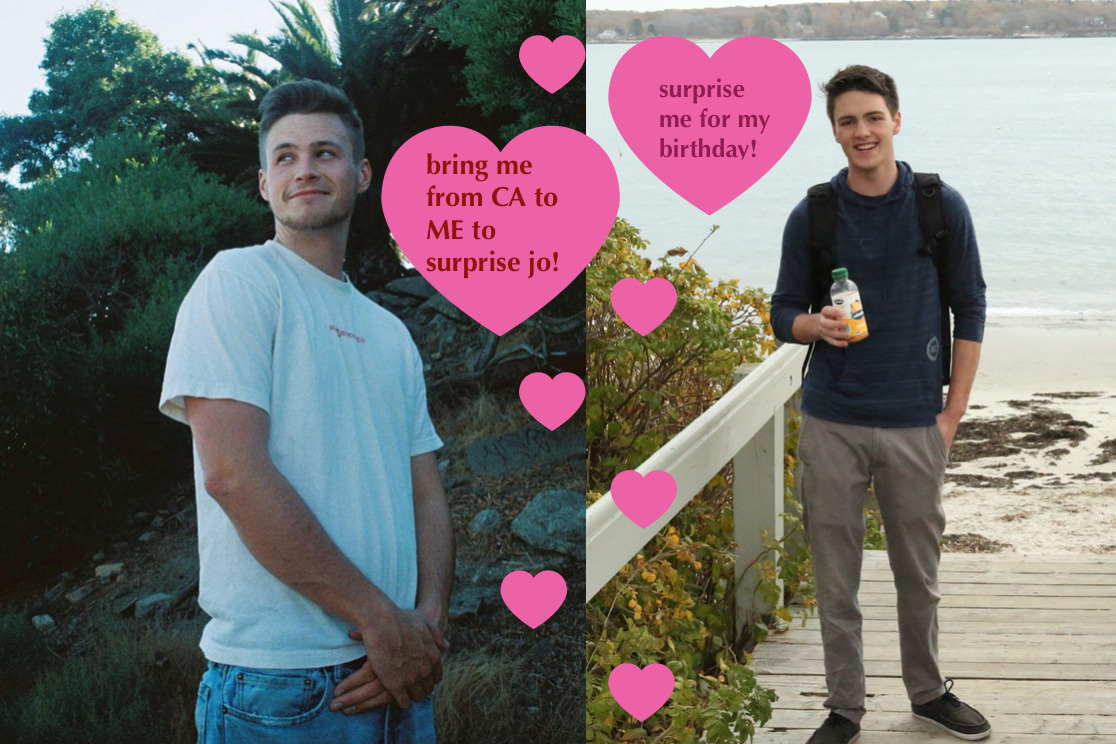 bring me
from CA to
ME to
surprise jo!
surprise
me for my
birthday!